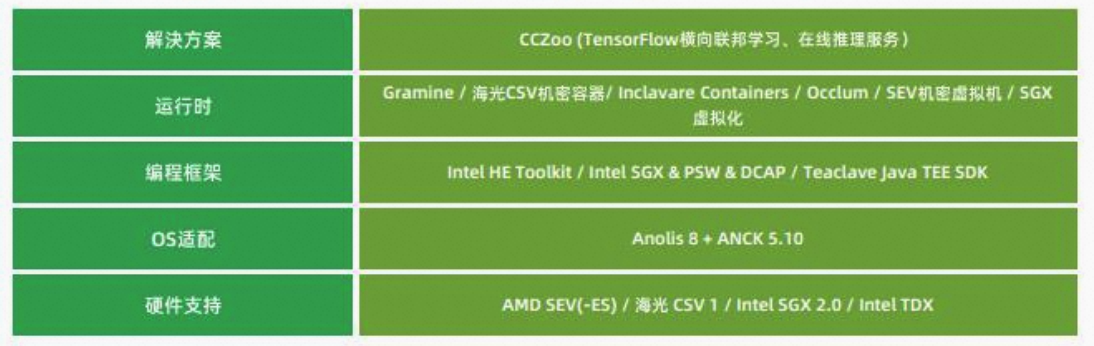 解决方案
CCZoo (TensorFlow横向联邦学习、在线推理服务）
运行时
Gramine / 海光CSV机密容器/ Inclavare Containers / Occlum / SEV机密虚拟机 / SGX
虚拟化
编程框架
Intel HE Toolkit / Intel SGX & PSW & DCAP / Teaclave Java TEE SDK
OS适配
Anolis 8 + ANCK 5.10
硬件支持
AMD SEV(-ES) / 海光 CSV 1 / Intel SGX 2.0 / Intel TDX